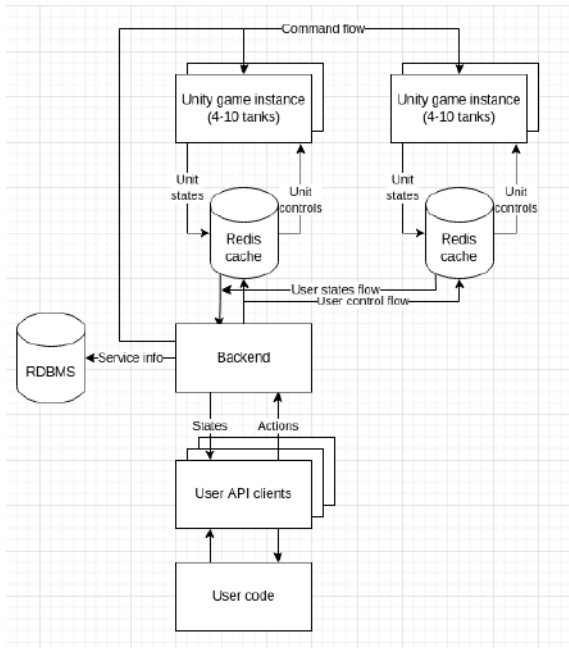 Command flow
Unity game instance
(4-10 tanks)
Unity game instance
(4-10 tanks)
Unit
states
Unit
controls
Unit
states
Unit
controls
Redis
cache
Redis
cache
User states flow
User control flow
RDBMS
Service info
Backend
States
Actions
User API clients
User code